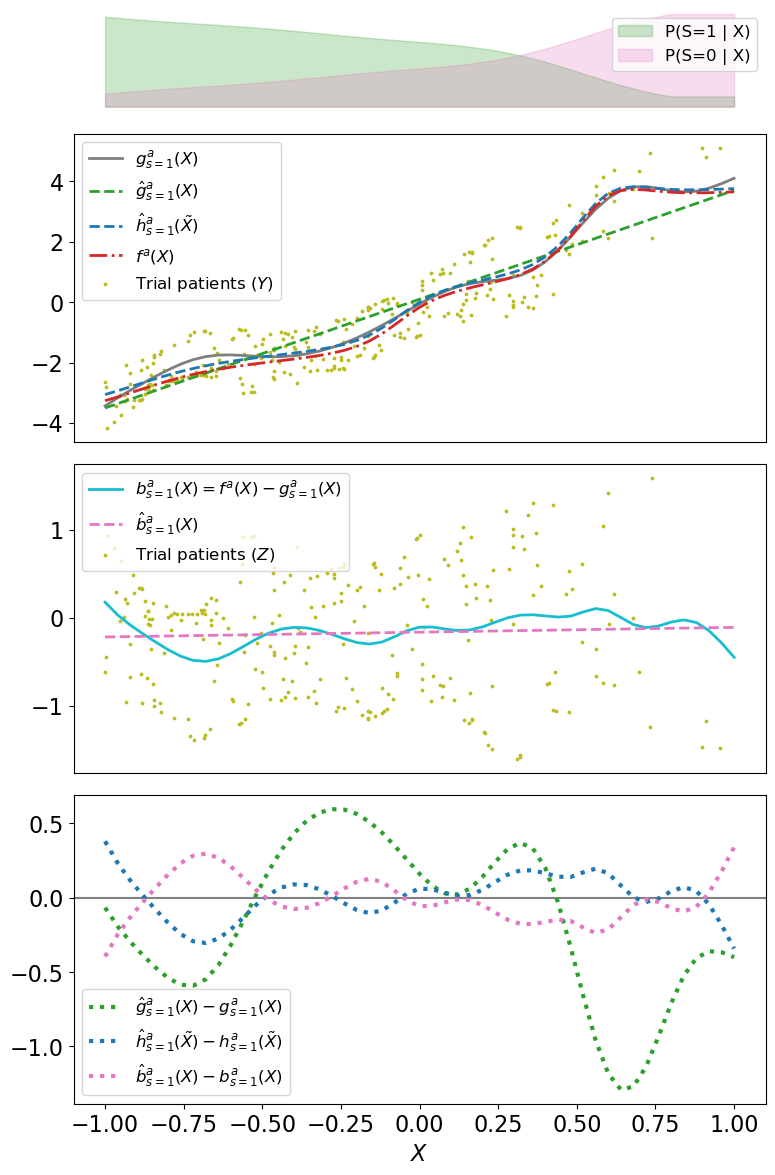 P(S=1 | X)
P(S=0 | X)
g^a_{s=1}(X)
ĝ^a_{s=1}(X)
ĥ^a_{s=1}(X̃)
f^a(X)
Trial patients (Y)
4
2
0
−2
−4
b^a_{s=1}(X) = f^a(X) − g^a_{s=1}(X)
b̂^a_{s=1}(X)
Trial patients (Z)
1
0
−1
0.5
0.0
−0.5
−1.0
ĝ^a_{s=1}(X) − g^a_{s=1}(X)
ĥ^a_{s=1}(X̃) − h^a_{s=1}(X̃)
b̂^a_{s=1}(X) − b^a_{s=1}(X)
−1.00 −0.75 −0.50 −0.25 0.00 0.25 0.50 0.75 1.00
X